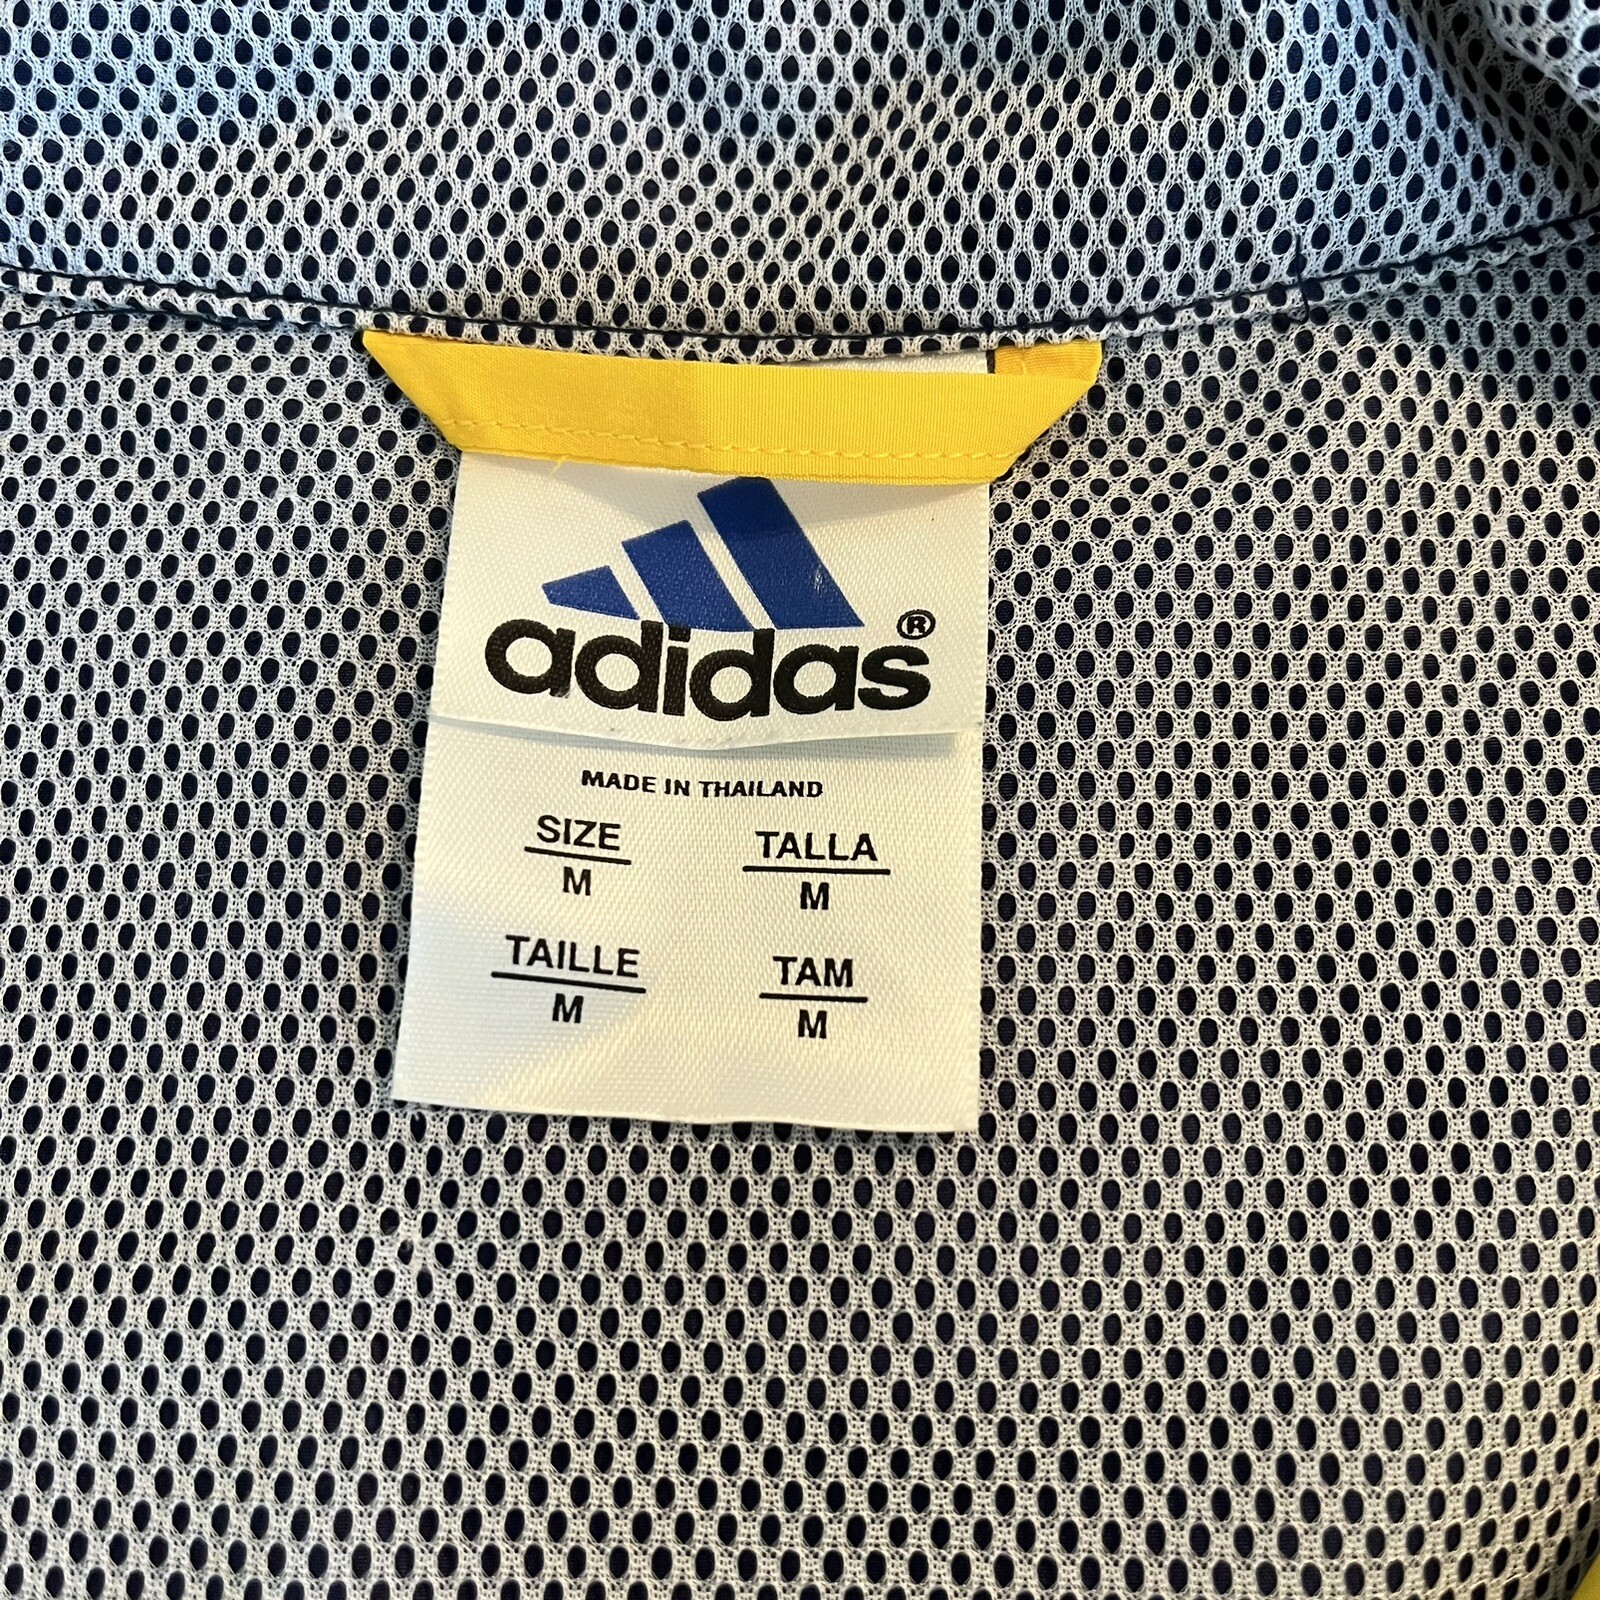 adidas®
MADE IN THAILAND
SIZE TALLA
M M
TAILLE TAM
M M